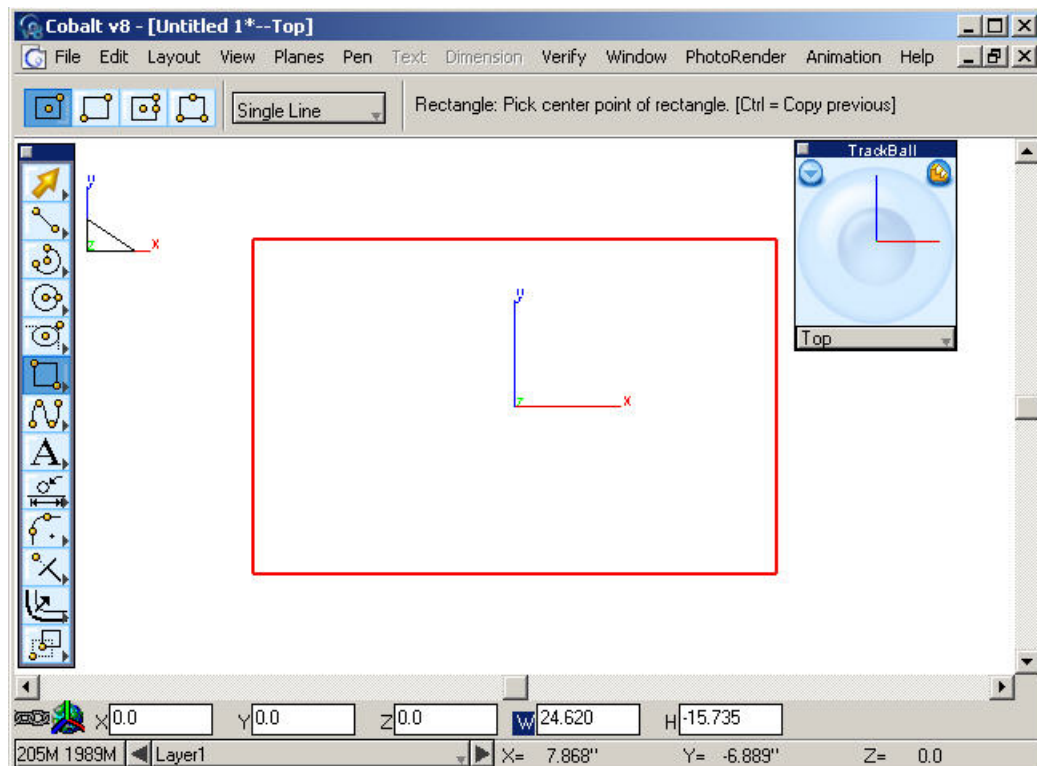 Cobalt v8 - [Untitled 1*--Top]
File Edit Layout View Planes Pen Text Dimension Verify Window PhotoRender Animation Help
Single Line
Rectangle: Pick center point of rectangle. [Ctrl = Copy previous]
TrackBall
y
z x
y
z x
Top
A
X 0.0 Y 0.0 Z 0.0 W 24.620 H -15.735
205M 1989M Layer1 X= 7.868" Y= -6.889" Z= 0.0